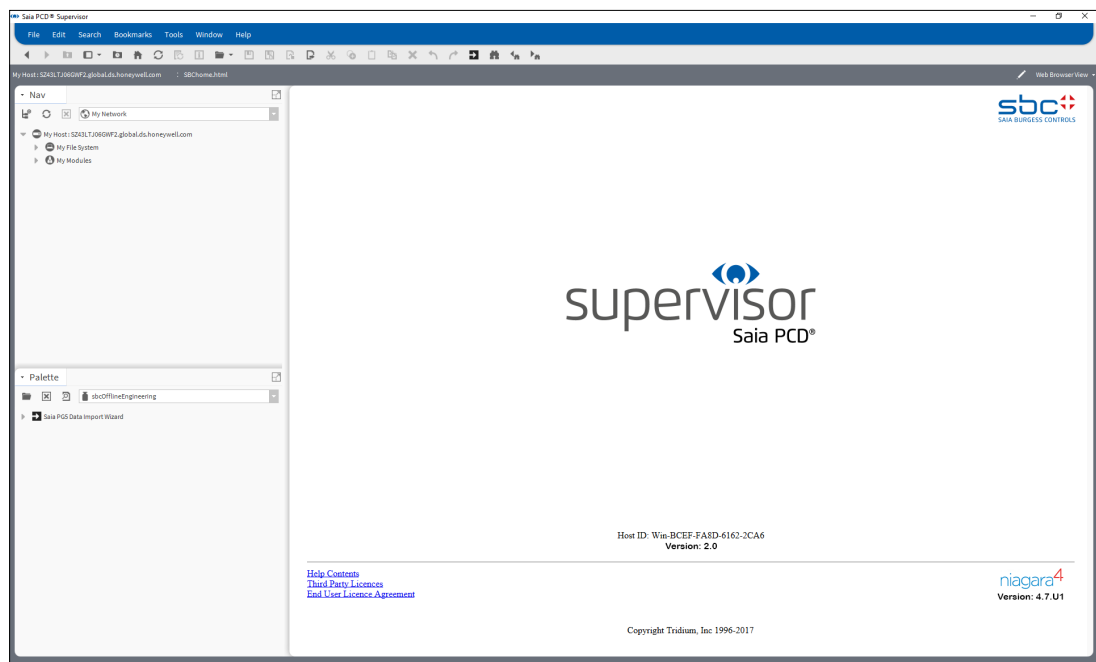 Saia PCD® Supervisor
File Edit Search Bookmarks Tools Window Help
My Host : SZ43LTJ06GWF2.global.ds.honeywell.com : SBChome.html Web Browser View
Nav
My Network
My Host : SZ43LTJ06GWF2.global.ds.honeywell.com
My File System
My Modules
sbc
SAIA BURGESS CONTROLS
supervisor
Saia PCD®
Palette
sbcOfflineEngineering
Saia PG5 Data Import Wizard
Host ID: Win-BCEF-FA8D-6162-2CA6
Version: 2.0
Help Contents
Third Party Licences
End User Licence Agreement
niagara4
Version: 4.7.U1
Copyright Tridium, Inc 1996-2017